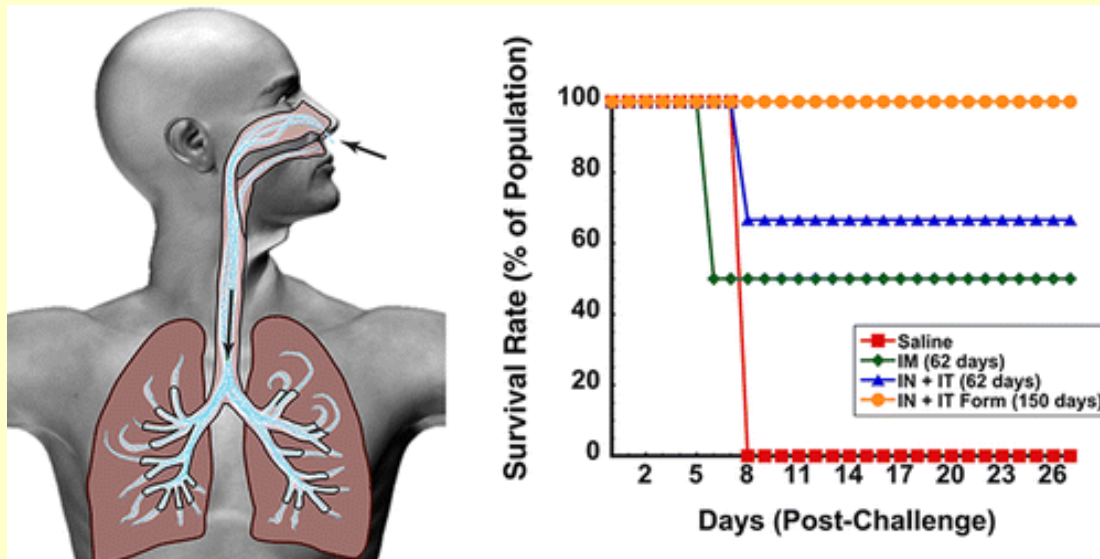 Survival Rate (% of Population)
100
80
60
40
20
0
2 5 8 11 14 17 20 23 26
Days (Post-Challenge)
Saline
IM (62 days)
IN + IT (62 days)
IN + IT Form (150 days)